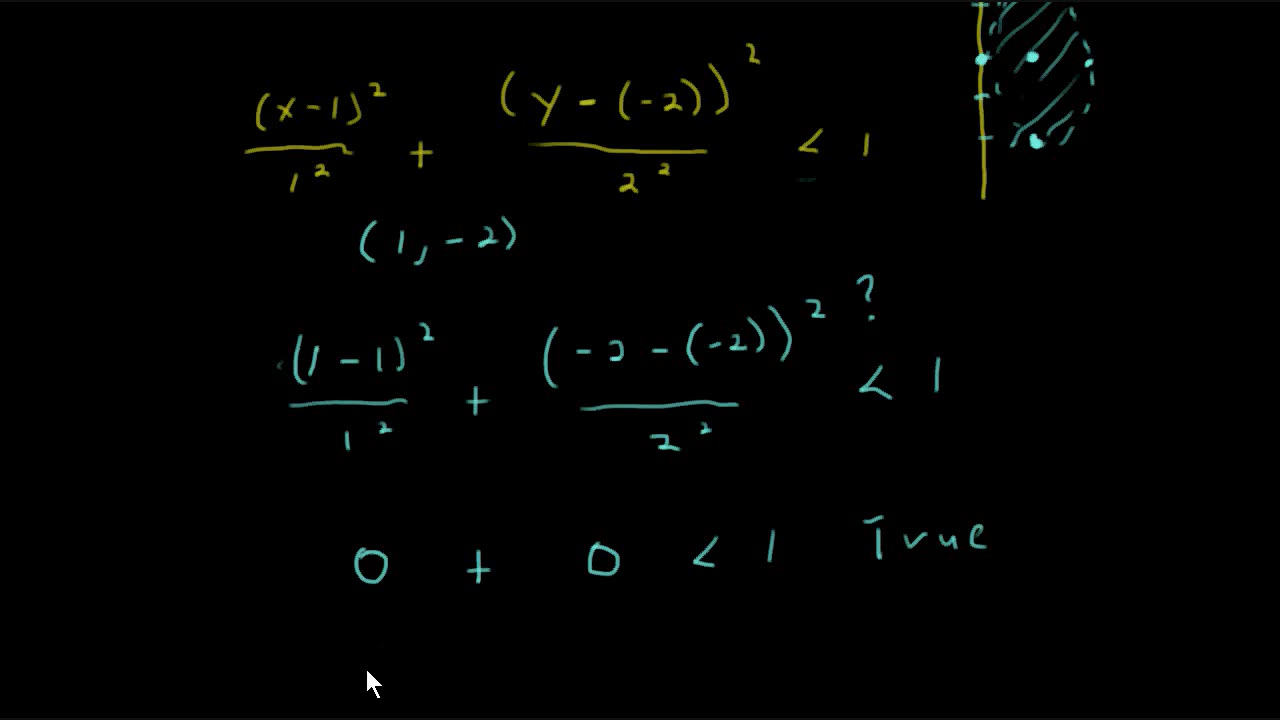 (x-1)²/1² + (y-(-2))²/2² < 1
(1, -2)
(1-1)²/1² + (-2-(-2))²/2² <? 1
0 + 0 < 1 True